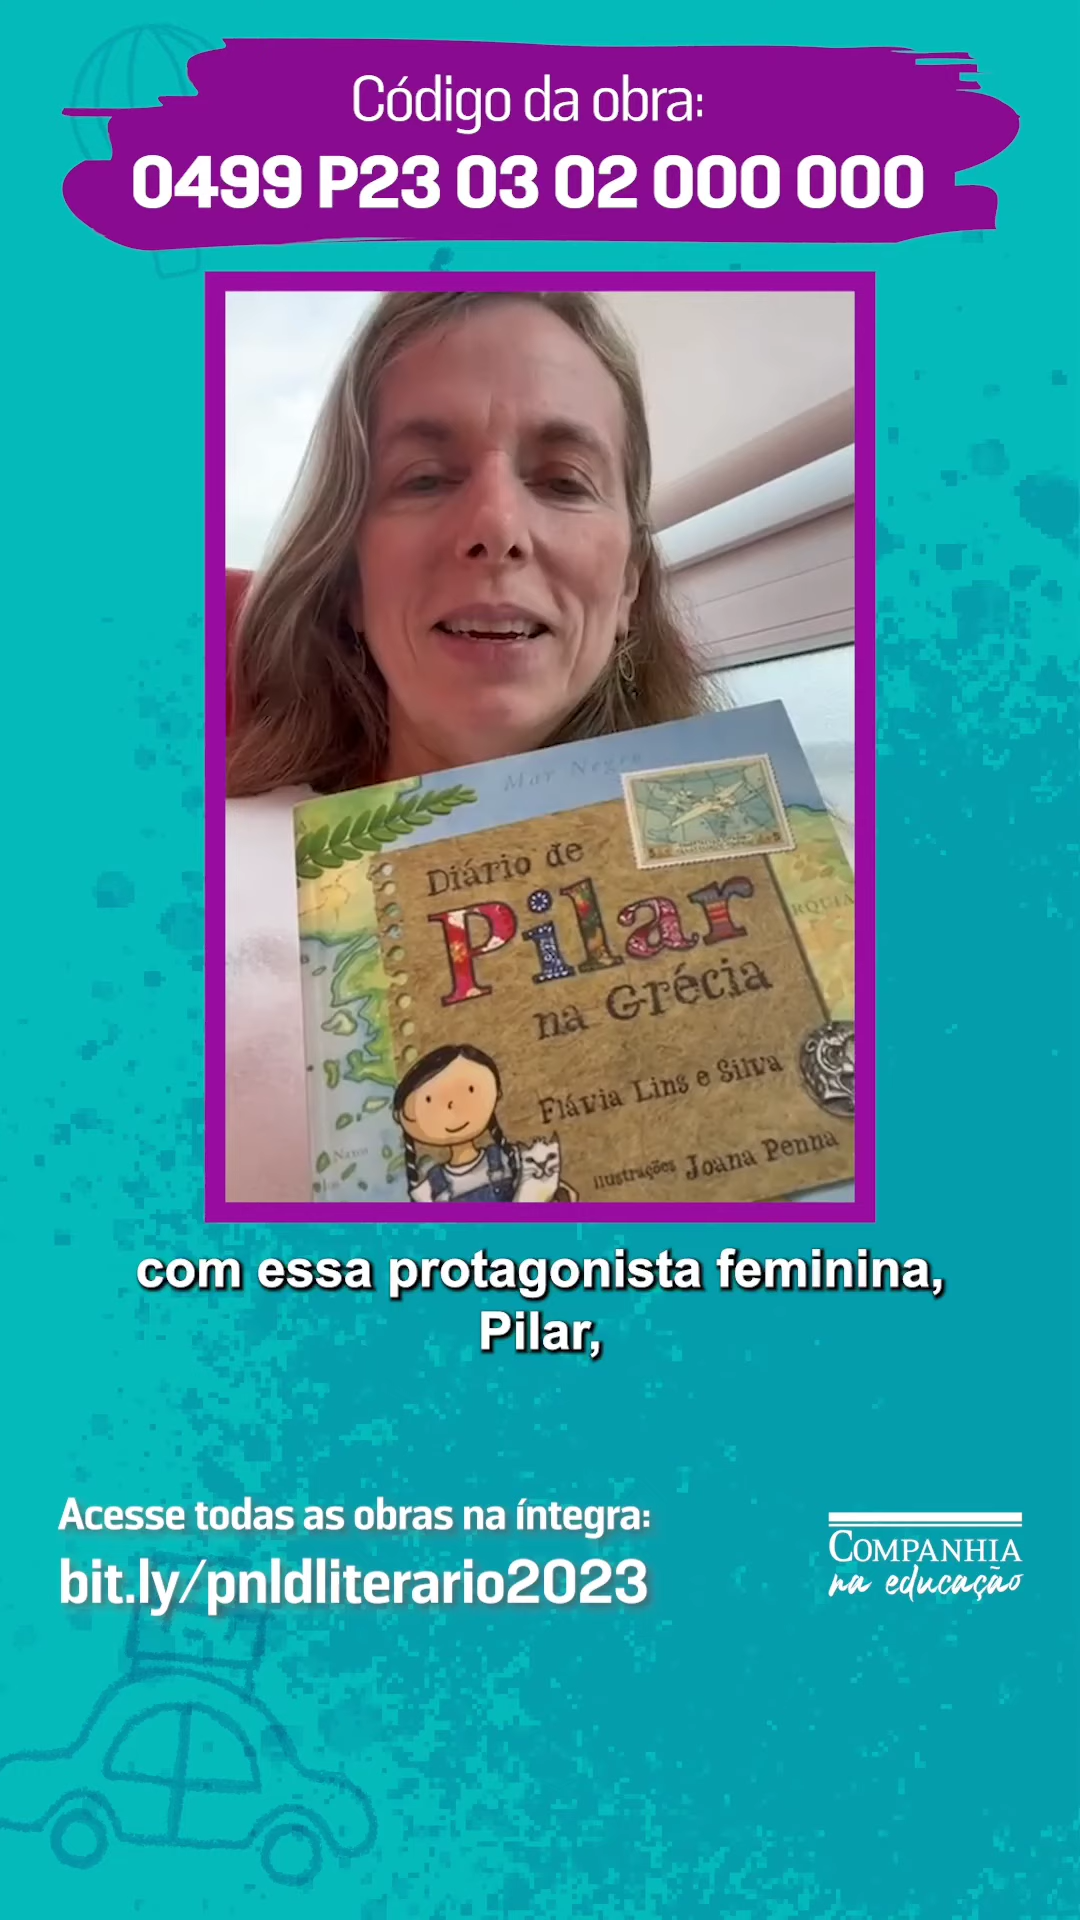 Código da obra:
0499 P23 03 02 000 000
Mar Negro
Diário de
Pilar
na Grécia
RQUIA
Flávia Lins e Silva
Ilustrações Joana Penna
com essa protagonista feminina,
Pilar,
Acesse todas as obras na íntegra:
bit.ly/pnldliterario2023
COMPANHIA
na educação